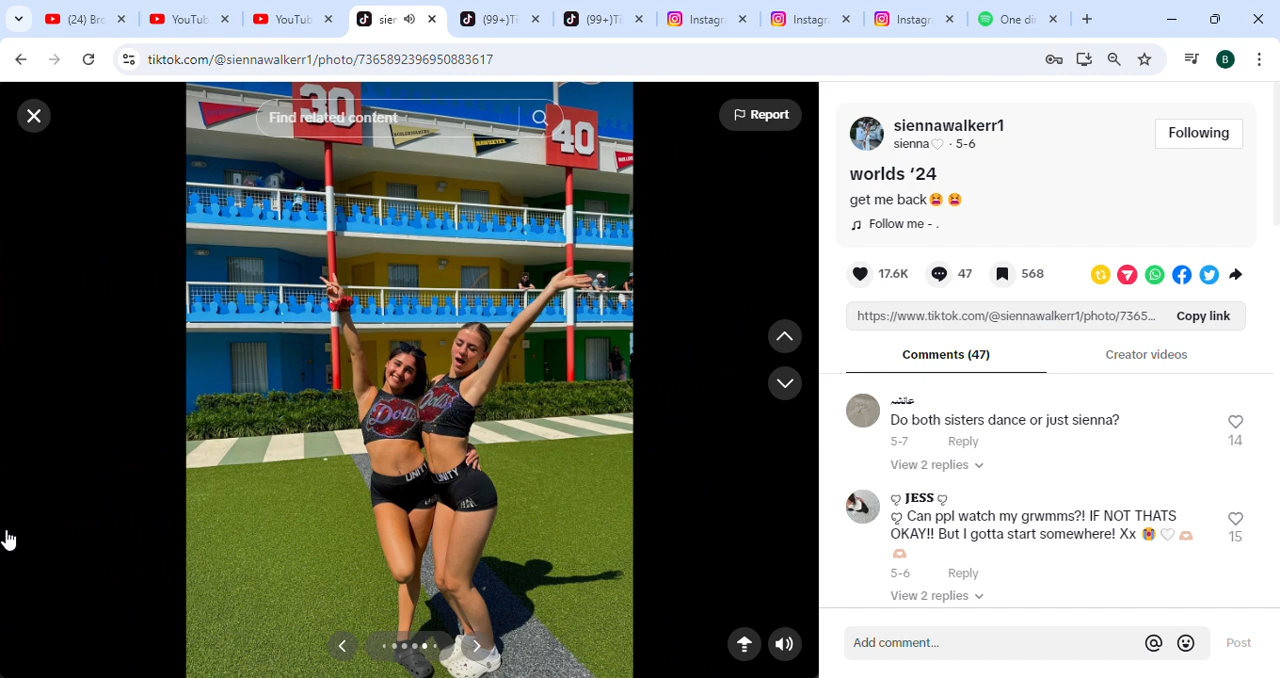 (24) Bro
YouTub
YouTub
sier
(99+)Ti
(99+)Ti
Instagr
Instagr
Instagr
One dir
tiktok.com/@siennawalkerr1/photo/7365892396950883617
B
Find related content
Report
30
40
HAWKEYES
Dolls
Dolls
UNITY
UNITY
siennawalkerr1
sienna♡ · 5-6
Following
worlds ‘24
get me back😫 😫
♫ Follow me - .
17.6K
47
568
https://www.tiktok.com/@siennawalkerr1/photo/7365...
Copy link
Comments (47)
Creator videos
عائشہ
Do both sisters dance or just sienna?
14
5-7 Reply
View 2 replies
ღ JESS ღ
ღ Can ppl watch my grwmms?! IF NOT THATS
OKAY!! But I gotta start somewhere! Xx 😭 🤍 🫶🏻
🫶🏻
15
5-6 Reply
View 2 replies
Add comment...
@
Post